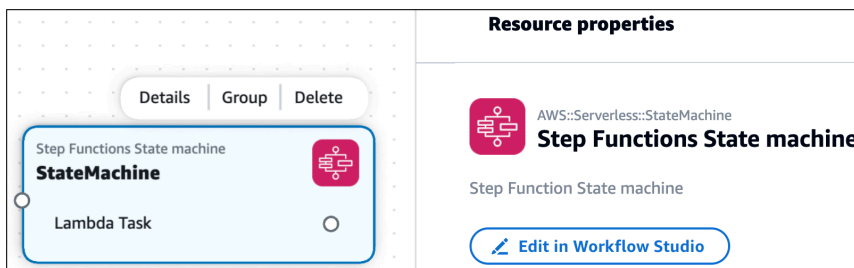 Resource properties
Details
Group
Delete
AWS::Serverless::StateMachine
Step Functions State machine
Step Functions State machine
StateMachine
Step Function State machine
Lambda Task
Edit in Workflow Studio